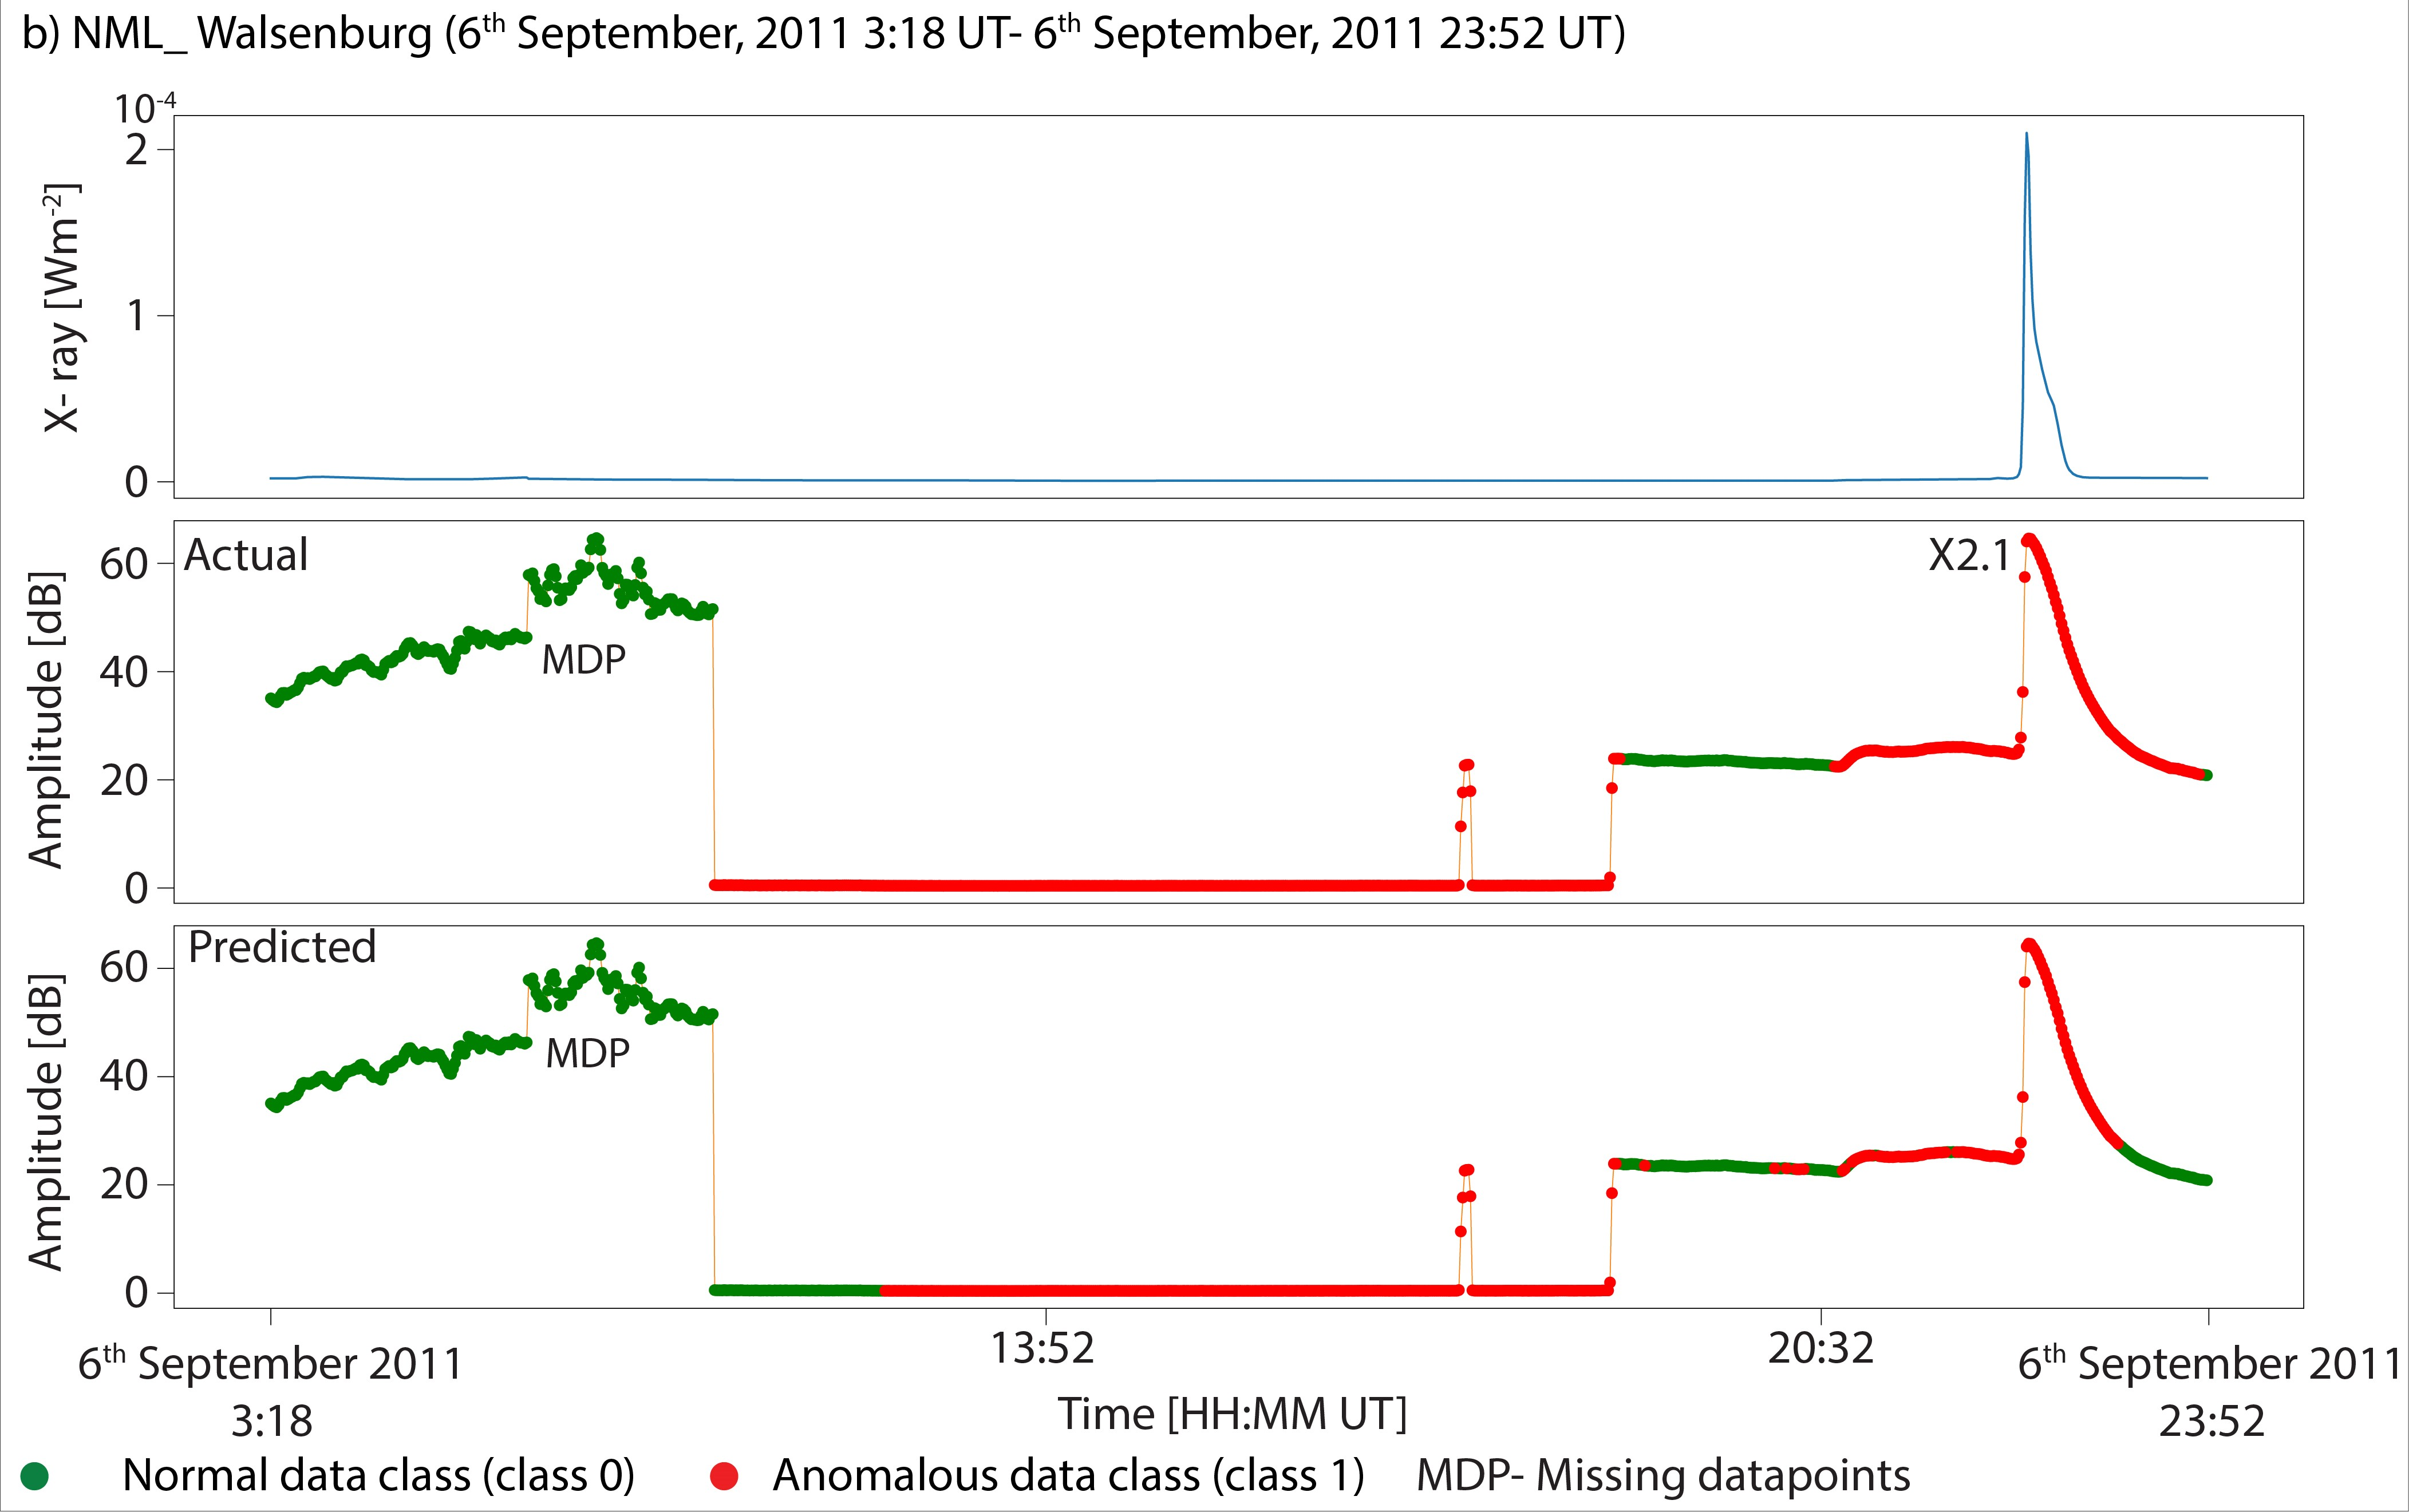 b) NML_ Walsenburg (6th September, 2011 3:18 UT- 6th September, 2011 23:52 UT)
10-4
2
1
0
X- ray [Wm-2]
Actual
X2.1
MDP
60
40
20
0
Amplitude [dB]
Predicted
MDP
60
40
20
0
Amplitude [dB]
6th September 2011
3:18
13:52
20:32
6th September 2011
23:52
Time [HH:MM UT]
Normal data class (class 0) Anomalous data class (class 1) MDP- Missing datapoints